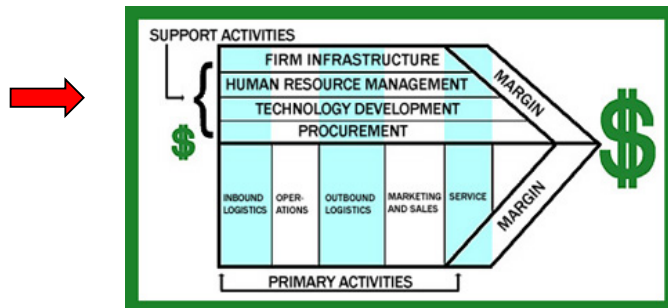 SUPPORT ACTIVITIES
FIRM INFRASTRUCTURE
HUMAN RESOURCE MANAGEMENT
TECHNOLOGY DEVELOPMENT
PROCUREMENT
MARGIN
$
$
INBOUND
LOGISTICS
OPER-
ATIONS
OUTBOUND
LOGISTICS
MARKETING
AND SALES
SERVICE
MARGIN
PRIMARY ACTIVITIES